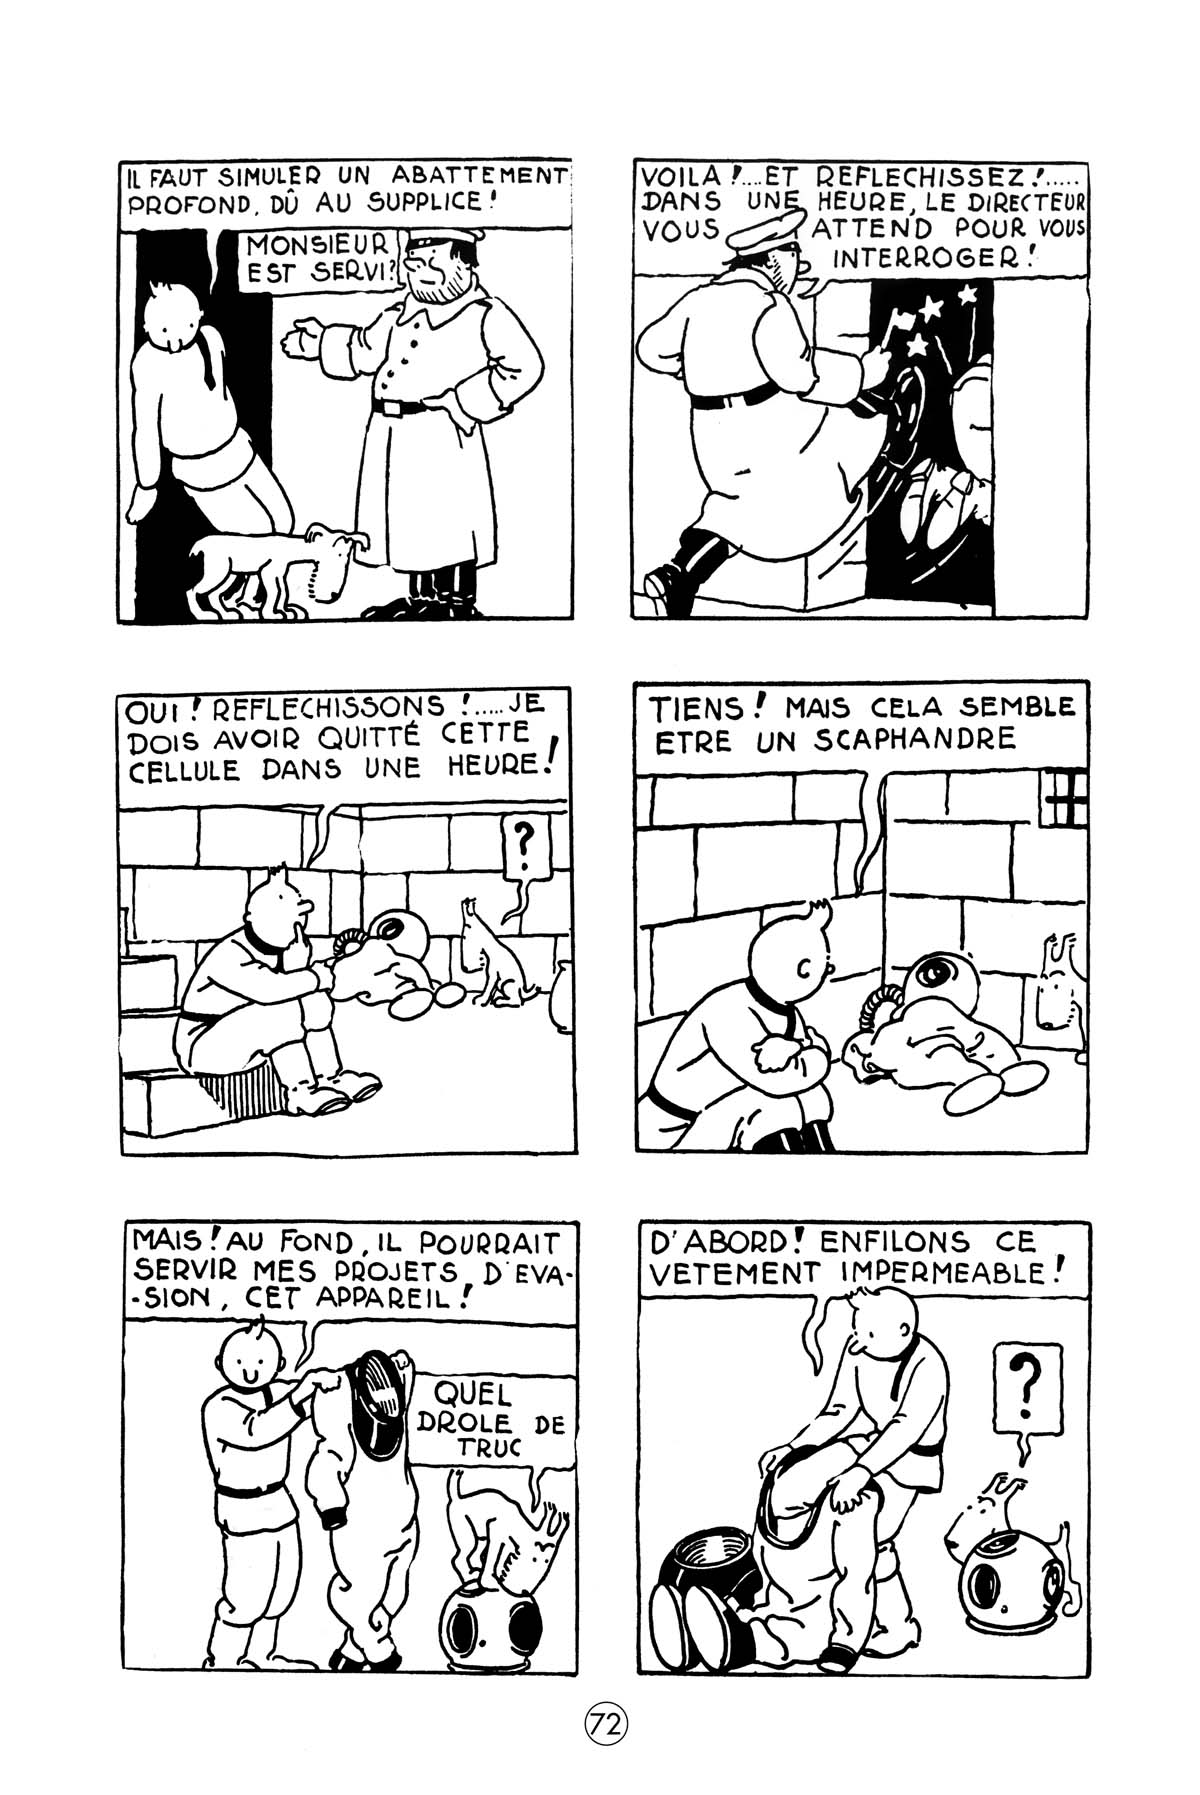 IL FAUT SIMULER UN ABATTEMENT
PROFOND, DÛ AU SUPPLICE!
MONSIEUR
EST SERVI?
VOILA!....ET REFLECHISSEZ!.....
DANS UNE HEURE, LE DIRECTEUR
VOUS ATTEND POUR VOUS
INTERROGER!
OUI! REFLECHISSONS!.....JE
DOIS AVOIR QUITTÉ CETTE
CELLULE DANS UNE HEURE!
?
TIENS! MAIS CELA SEMBLE
ETRE UN SCAPHANDRE
MAIS! AU FOND, IL POURRAIT
SERVIR MES PROJETS, D'EVA-
-SION, CET APPAREIL!
QUEL
DROLE DE
TRUC
D'ABORD! ENFILONS CE
VETEMENT IMPERMEABLE!
?
72